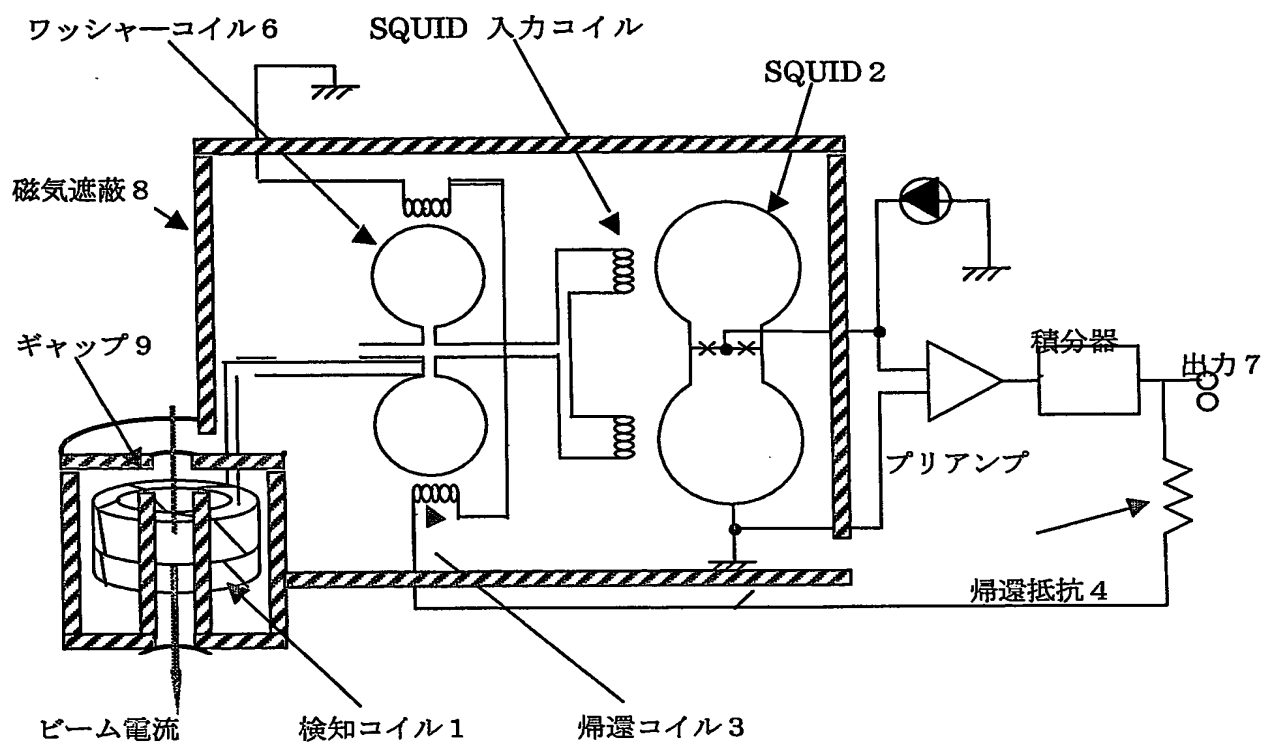 ワッシャーコイル6
SQUID 入力コイル
SQUID 2
磁気遮蔽8
ギャップ9
積分器
出力7
プリアンプ
帰還抵抗4
ビーム電流
検知コイル1
帰還コイル3